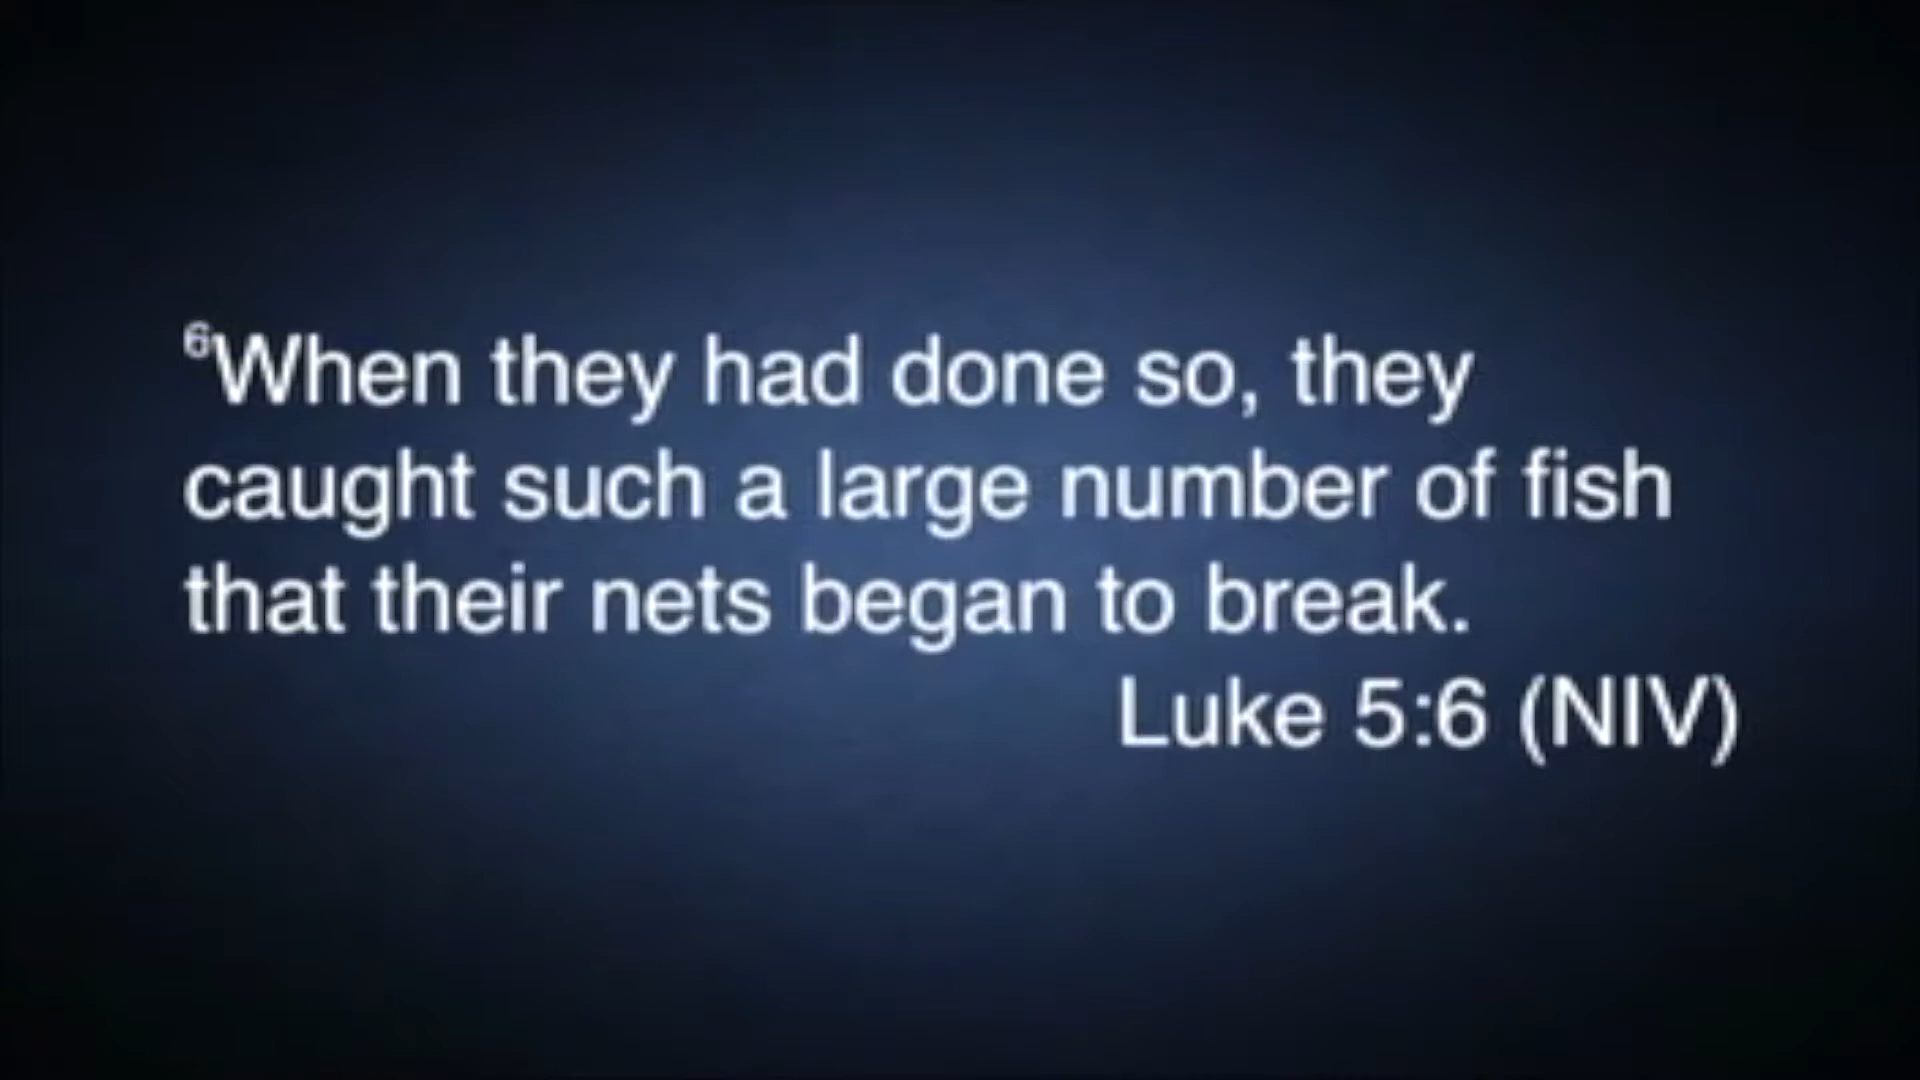 ⁶When they had done so, they
caught such a large number of fish
that their nets began to break.
Luke 5:6 (NIV)